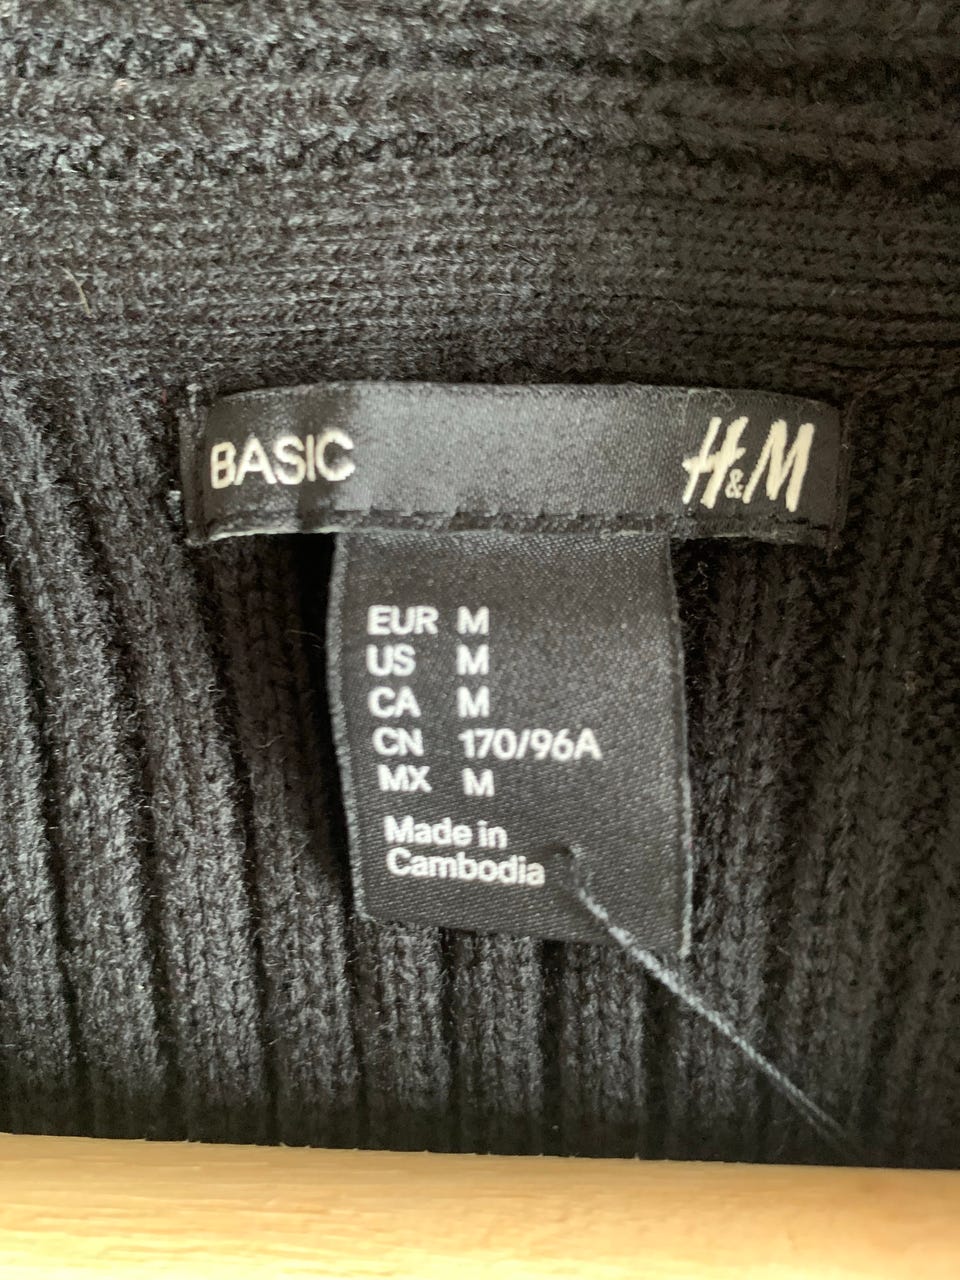 BASIC H&M
EUR M
US M
CA M
CN 170/96A
MX M
Made in
Cambodia